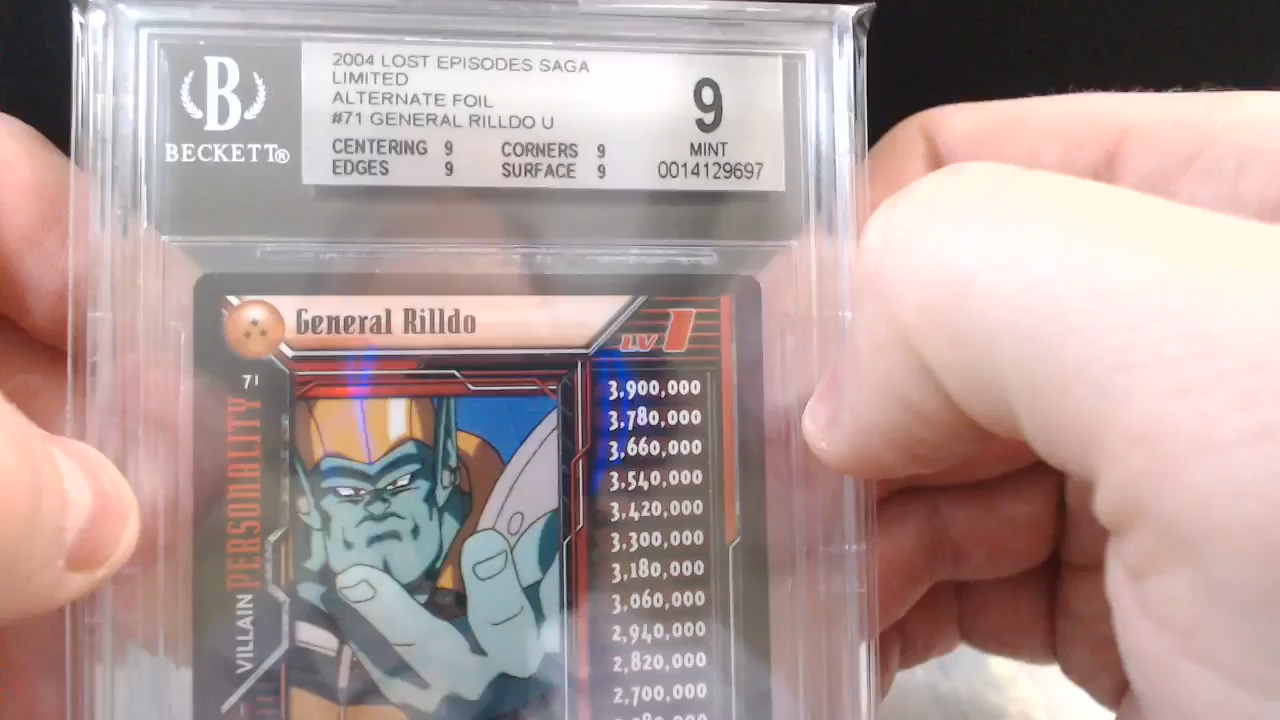 B
BECKETT®
2004 LOST EPISODES SAGA
LIMITED
ALTERNATE FOIL
#71 GENERAL RILLDO U
CENTERING 9 CORNERS 9
EDGES 9 SURFACE 9
9
MINT
0014129697
General Rilldo
LV 1
71
VILLAIN PERSONALITY
3,900,000
3,780,000
3,660,000
3,540,000
3,420,000
3,300,000
3,180,000
3,060,000
2,940,000
2,820,000
2,700,000